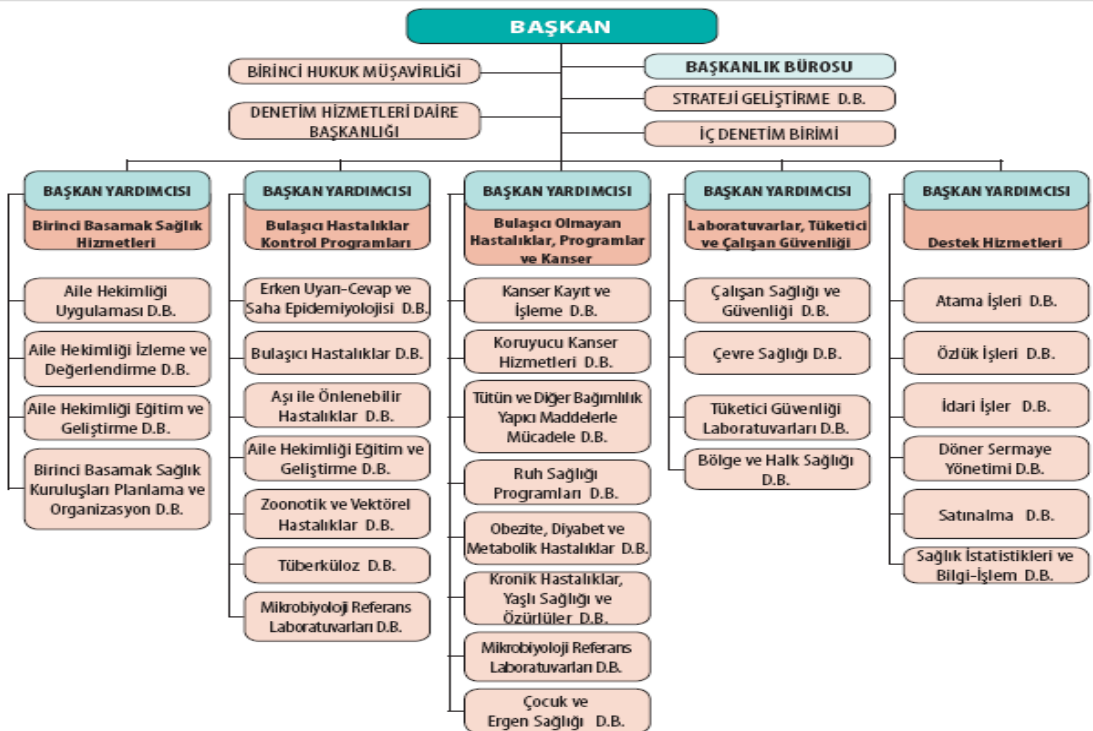 BAŞKAN
BİRİNCİ HUKUK MÜŞAVİRLİĞİ
DENETİM HİZMETLERİ DAİRE
BAŞKANLIĞI
BAŞKANLIK BÜROSU
STRATEJİ GELİŞTİRME D.B.
İÇ DENETİM BİRİMİ
BAŞKAN YARDIMCISI
Birinci Basamak Sağlık
Hizmetleri
Aile Hekimliği
Uygulaması D.B.
Aile Hekimliği İzleme ve
Değerlendirme D.B.
Aile Hekimliği Eğitim ve
Geliştirme D.B.
Birinci Basamak Sağlık
Kuruluşları Planlama ve
Organizasyon D.B.
BAŞKAN YARDIMCISI
Bulaşıcı Hastalıklar
Kontrol Programları
Erken Uyarı-Cevap ve
Saha Epidemiyolojisi D.B.
Bulaşıcı Hastalıklar D.B.
Aşı ile Önlenebilir
Hastalıklar D.B.
Aile Hekimliği Eğitim ve
Geliştirme D.B.
Zoonotik ve Vektörel
Hastalıklar D.B.
Tüberküloz D.B.
Mikrobiyoloji Referans
Laboratuvarları D.B.
BAŞKAN YARDIMCISI
Bulaşıcı Olmayan
Hastalıklar, Programlar
ve Kanser
Kanser Kayıt ve
İşleme D.B.
Koruyucu Kanser
Hizmetleri D.B.
Tütün ve Diğer Bağımlılık
Yapıcı Maddelerle
Mücadele D.B.
Ruh Sağlığı
Programları D.B.
Obezite, Diyabet ve
Metabolik Hastalıklar D.B.
Kronik Hastalıklar,
Yaşlı Sağlığı ve
Özürlüler D.B.
Mikrobiyoloji Referans
Laboratuvarları D.B.
Çocuk ve
Ergen Sağlığı D.B.
BAŞKAN YARDIMCISI
Laboratuvarlar, Tüketici
ve Çalışan Güvenliği
Çalışan Sağlığı ve
Güvenliği D.B.
Çevre Sağlığı D.B.
Tüketici Güvenliği
Laboratuvarları D.B.
Bölge ve Halk Sağlığı
D.B.
BAŞKAN YARDIMCISI
Destek Hizmetleri
Atama İşleri D.B.
Özlük İşleri D.B.
İdari İşler D.B.
Döner Sermaye
Yönetimi D.B.
Satınalma D.B.
Sağlık İstatistikleri ve
Bilgi-İşlem D.B.